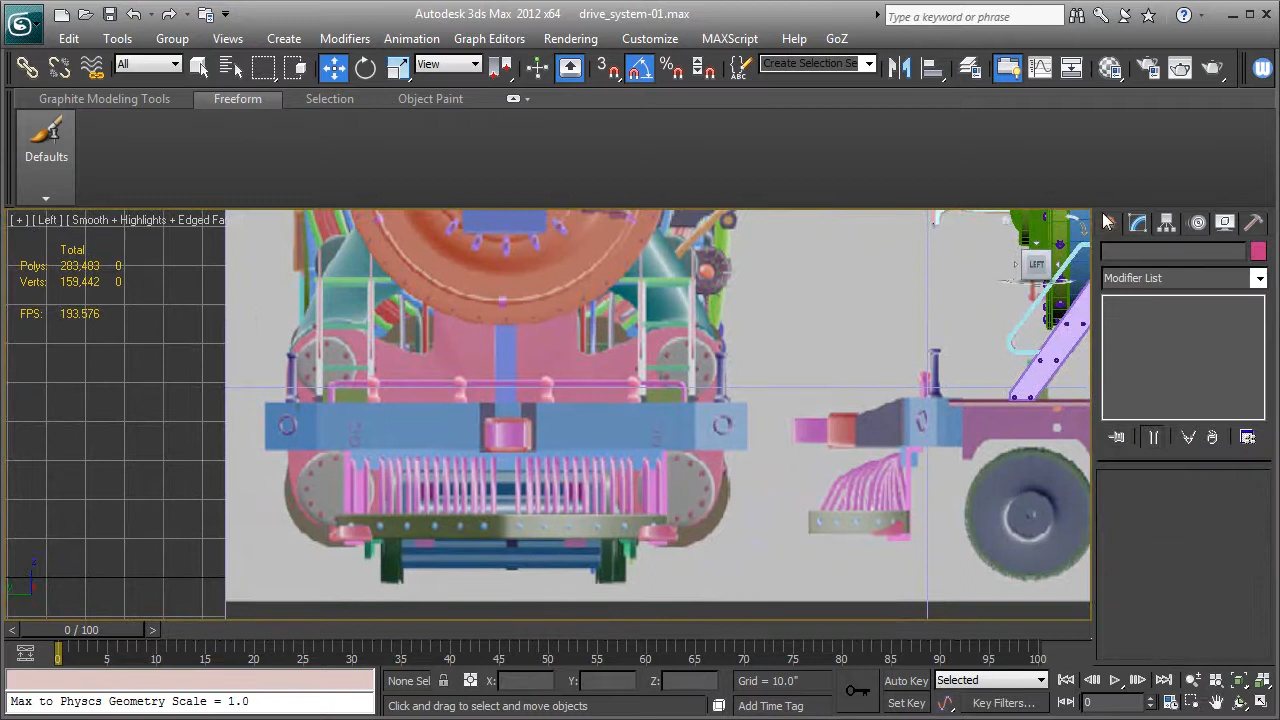 Autodesk 3ds Max 2012 x64 drive_system-01.max
Type a keyword or phrase
Edit Tools Group Views Create Modifiers Animation Graph Editors Rendering Customize MAXScript Help GoZ
All View 3 Create Selection Se
Graphite Modeling Tools Freeform Selection Object Paint
Defaults
[ + ] [ Left ] [ Smooth + Highlights + Edged Fa
Total
Polys: 283,483 0
Verts: 159,442 0
FPS: 193.576
LEFT
Modifier List
0 / 100
0 5 10 15 20 25 30 35 40 45 50 55 60 65 70 75 80 85 90 95 100
None Sel X: Y: Z: Grid = 10.0" Auto Key Selected
Max to Physcs Geometry Scale = 1.0
Click and drag to select and move objects Add Time Tag Set Key Key Filters... 0